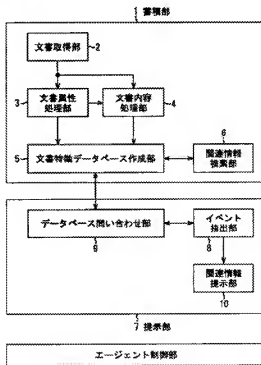 1 蓄積部
文書取得部
2
3
文書属性
処理部
文書内容
処理部
4
5
文書特徴データベース作成部
6
関連情報
検索部
データベース問い合わせ部
9
イベント
抽出部
8
関連情報
提示部
10
7 提示部
エージェント制御部